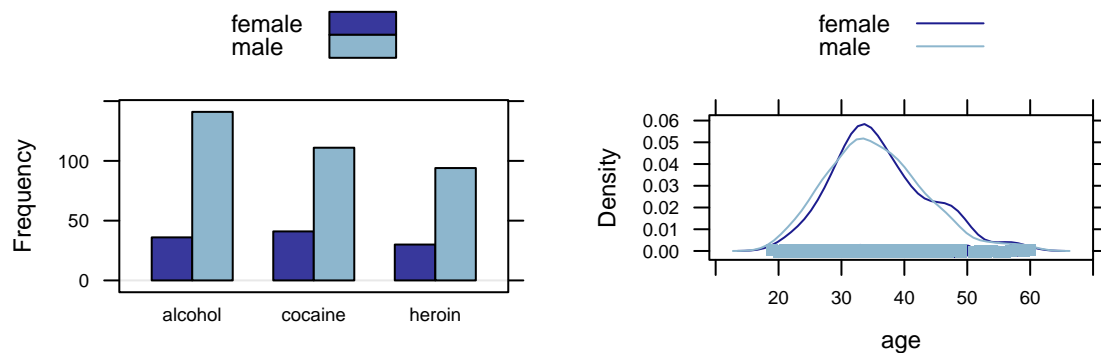 female
male
Frequency
100
50
0
alcohol cocaine heroin
female
male
Density
0.06
0.05
0.04
0.03
0.02
0.01
0.00
20 30 40 50 60
age